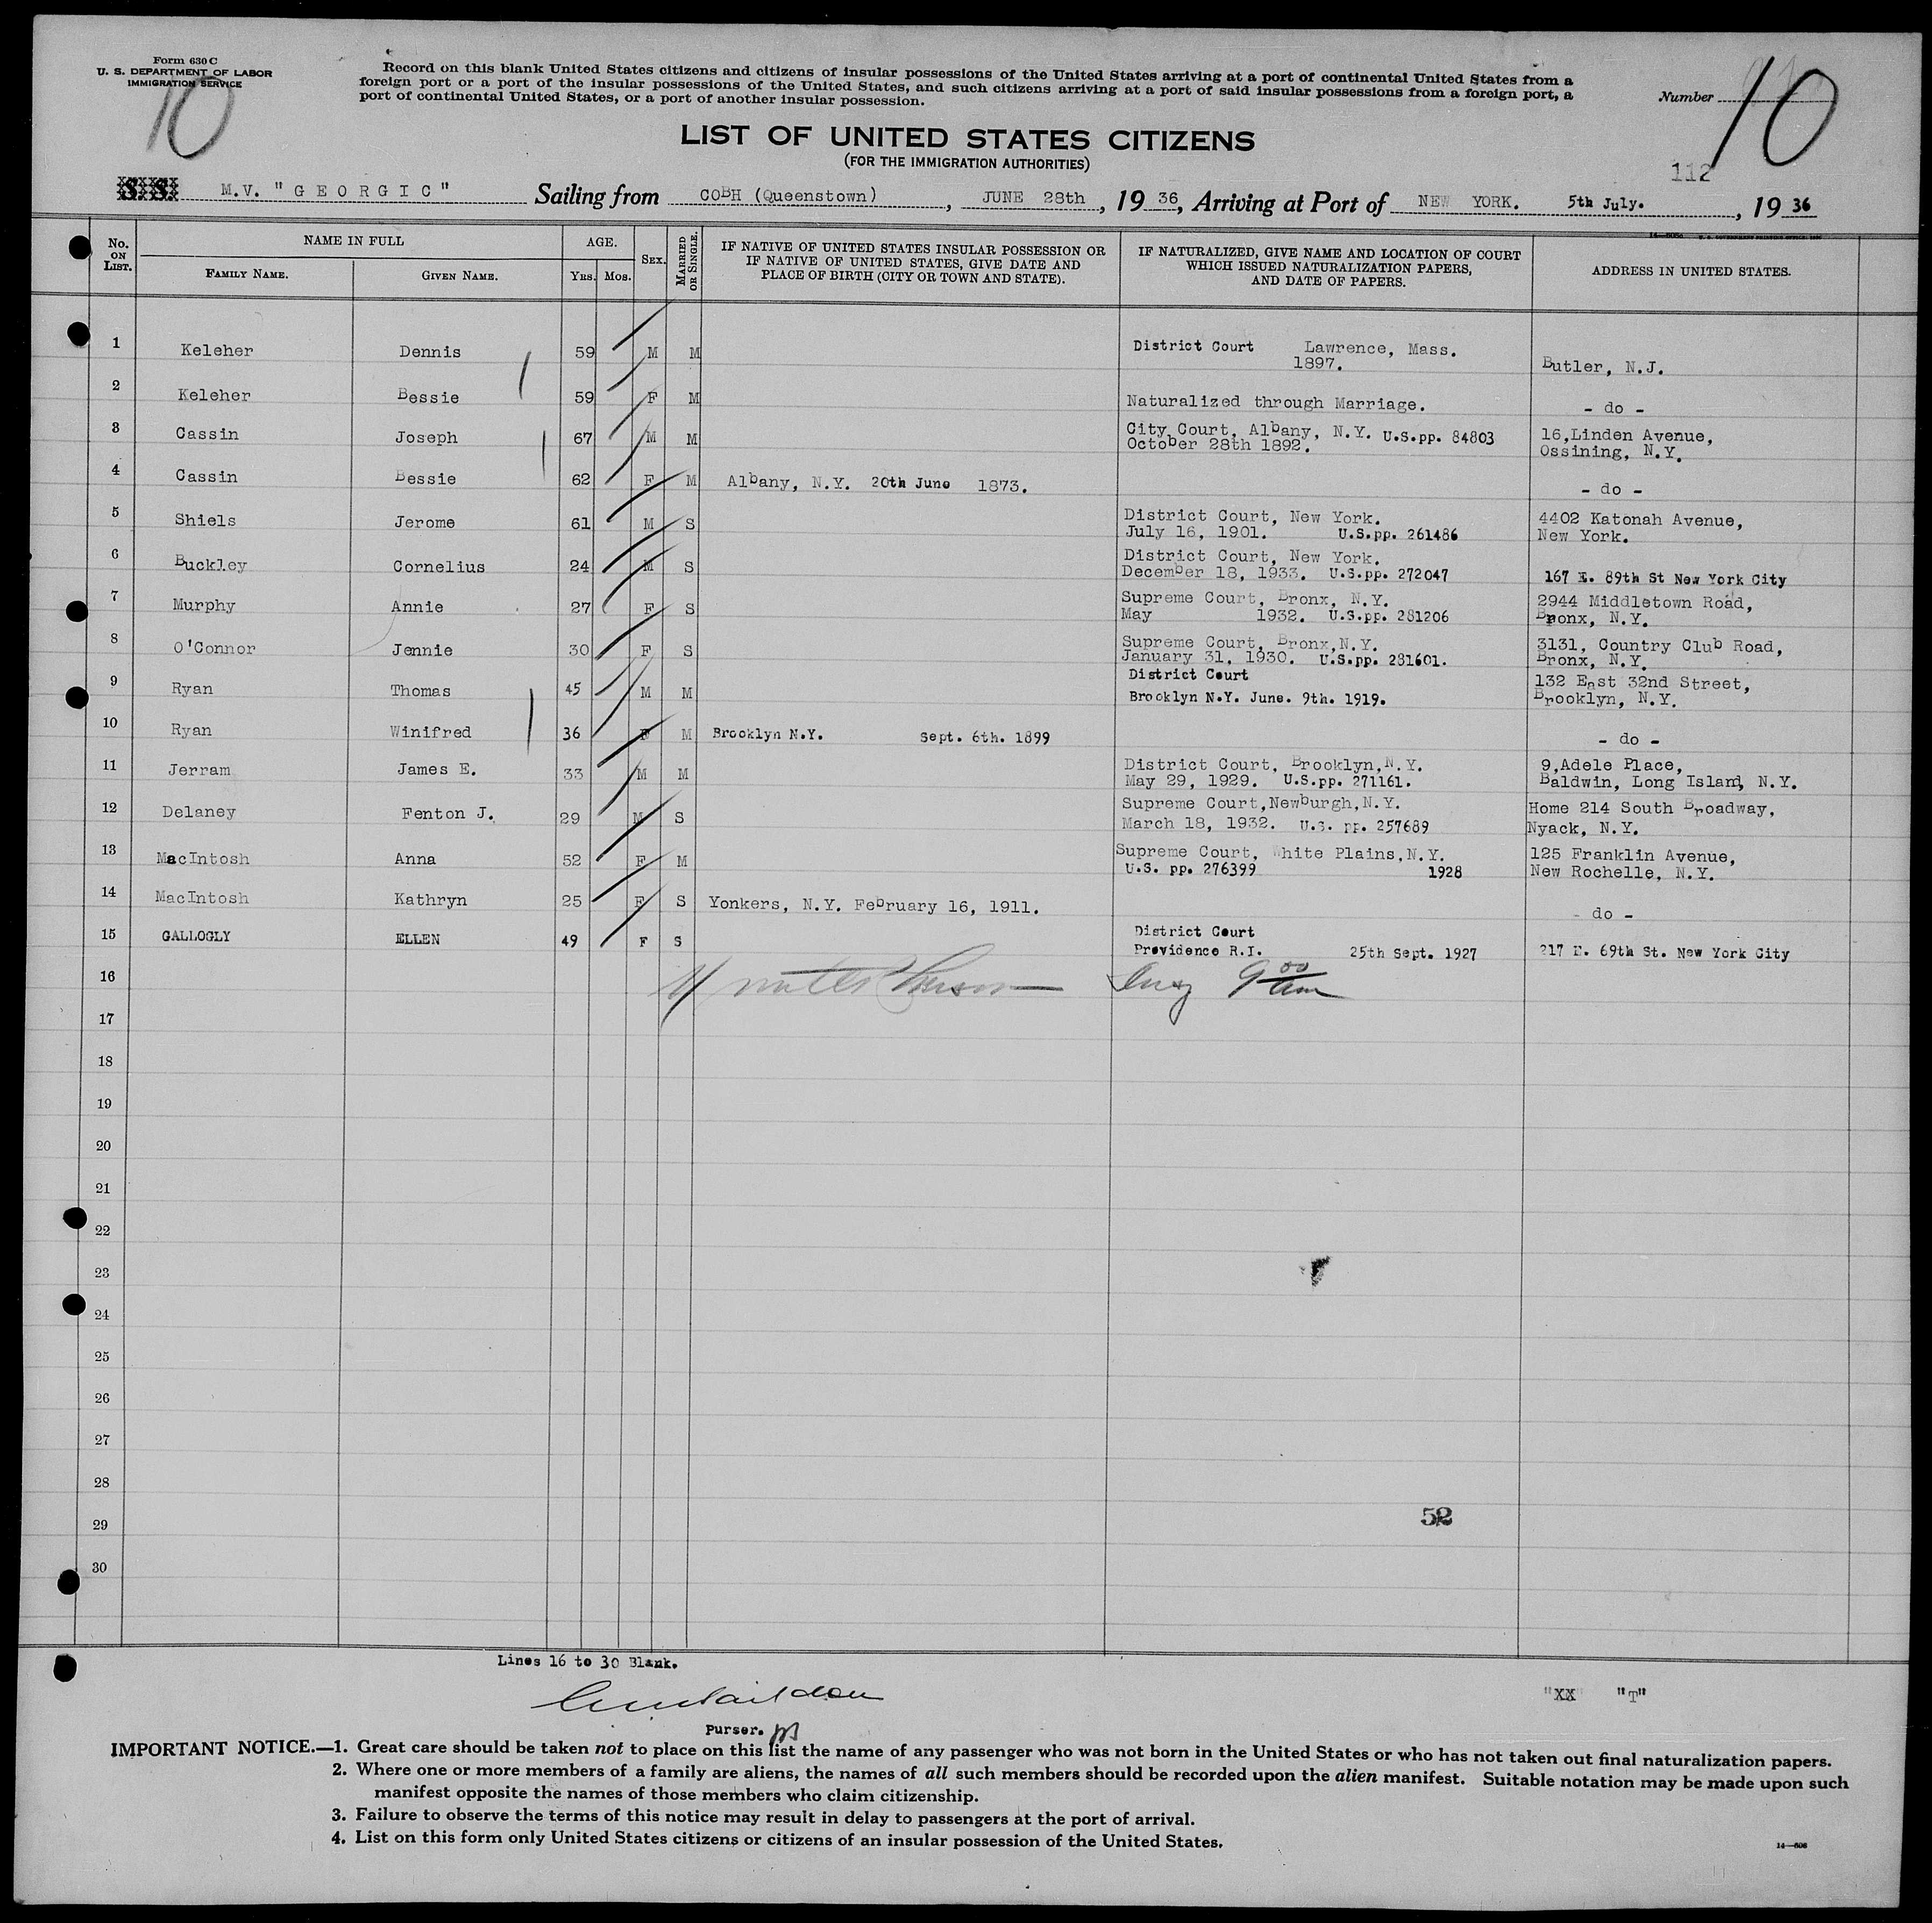 Form 630 C
U. S. DEPARTMENT OF LABOR
IMMIGRATION SERVICE
10
Record on this blank United States citizens and citizens of insular possessions of the United States arriving at a port of continental United States from a
foreign port or a port of the insular possessions of the United States, and such citizens arriving at a port of said insular possessions from a foreign port, a
port of continental United States, or a port of another insular possession.
Number 10
LIST OF UNITED STATES CITIZENS
(FOR THE IMMIGRATION AUTHORITIES)
112
S. S. M.V. "GEORGIC" Sailing from COBH (Queenstown), JUNE 28th, 19 36, Arriving at Port of NEW YORK. 5th July., 19 36
No. ON LIST. NAME IN FULL FAMILY NAME. GIVEN NAME. AGE. YRS. MOS. SEX. MARRIED OR SINGLE. IF NATIVE OF UNITED STATES INSULAR POSSESSION OR IF NATIVE OF UNITED STATES, GIVE DATE AND PLACE OF BIRTH (CITY OR TOWN AND STATE). IF NATURALIZED, GIVE NAME AND LOCATION OF COURT WHICH ISSUED NATURALIZATION PAPERS, AND DATE OF PAPERS. ADDRESS IN UNITED STATES.
1 Keleher Dennis 59 M M District Court Lawrence, Mass. 1897. Butler, N.J.
2 Keleher Bessie 59 F M Naturalized through Marriage. - do -
3 Cassin Joseph 67 M M City Court, Albany, N.Y. U.S.pp. 84803 October 28th 1892. 16,Linden Avenue, Ossining, N.Y.
4 Cassin Bessie 62 F M Albany, N.Y. 20th June 1873. - do -
5 Shiels Jerome 61 M S District Court, New York. July 16, 1901. U.S.pp. 261486 4402 Katonah Avenue, New York.
6 Buckley Cornelius 24 M S District Court, New York. December 18, 1933. U.S.pp. 272047 167 E. 89th St New York City
7 Murphy Annie 27 F S Supreme Court, Bronx, N.Y. May 1932. U.S.pp. 281206 2944 Middletown Road, Bronx, N.Y.
8 O'Connor Jennie 30 F S Supreme Court, Bronx,N.Y. January 31, 1930. U.S.pp. 281601. 3131, Country Club Road, Bronx, N.Y.
9 Ryan Thomas 45 M M District Court Brooklyn N.Y. June. 9th. 1919. 132 East 32nd Street, Brooklyn, N.Y.
10 Ryan Winifred 36 F M Brooklyn N.Y. Sept. 6th. 1899 - do -
11 Jerram James E. 33 M M District Court, Brooklyn,N.Y. May 29, 1929. U.S.pp. 271161. 9,Adele Place, Baldwin, Long Island, N.Y.
12 Delaney Fenton J. 29 M S Supreme Court,Newburgh,N.Y. March 18, 1932. U.S. pp. 257689 Home 214 South Broadway, Nyack, N.Y.
13 MacIntosh Anna 52 F M Supreme Court, White Plains,N.Y. U.S. pp. 276399 1928 125 Franklin Avenue, New Rochelle, N.Y.
14 MacIntosh Kathryn 25 F S Yonkers, N.Y. February 16, 1911. - do -
15 GALLOGLY ELLEN 49 F S District Court Providence R.I. 25th Sept. 1927 217 E. 69th St. New York City
16 9 00 am
17
18
19
20
21
22
23
24
25
26
27
28
29
30
52
Lines 16 to 30 Blank.
"XX" "T"
Purser.
IMPORTANT NOTICE.—1. Great care should be taken not to place on this list the name of any passenger who was not born in the United States or who has not taken out final naturalization papers.
2. Where one or more members of a family are aliens, the names of all such members should be recorded upon the alien manifest. Suitable notation may be made upon such
manifest opposite the names of those members who claim citizenship.
3. Failure to observe the terms of this notice may result in delay to passengers at the port of arrival.
4. List on this form only United States citizens or citizens of an insular possession of the United States.
14—606